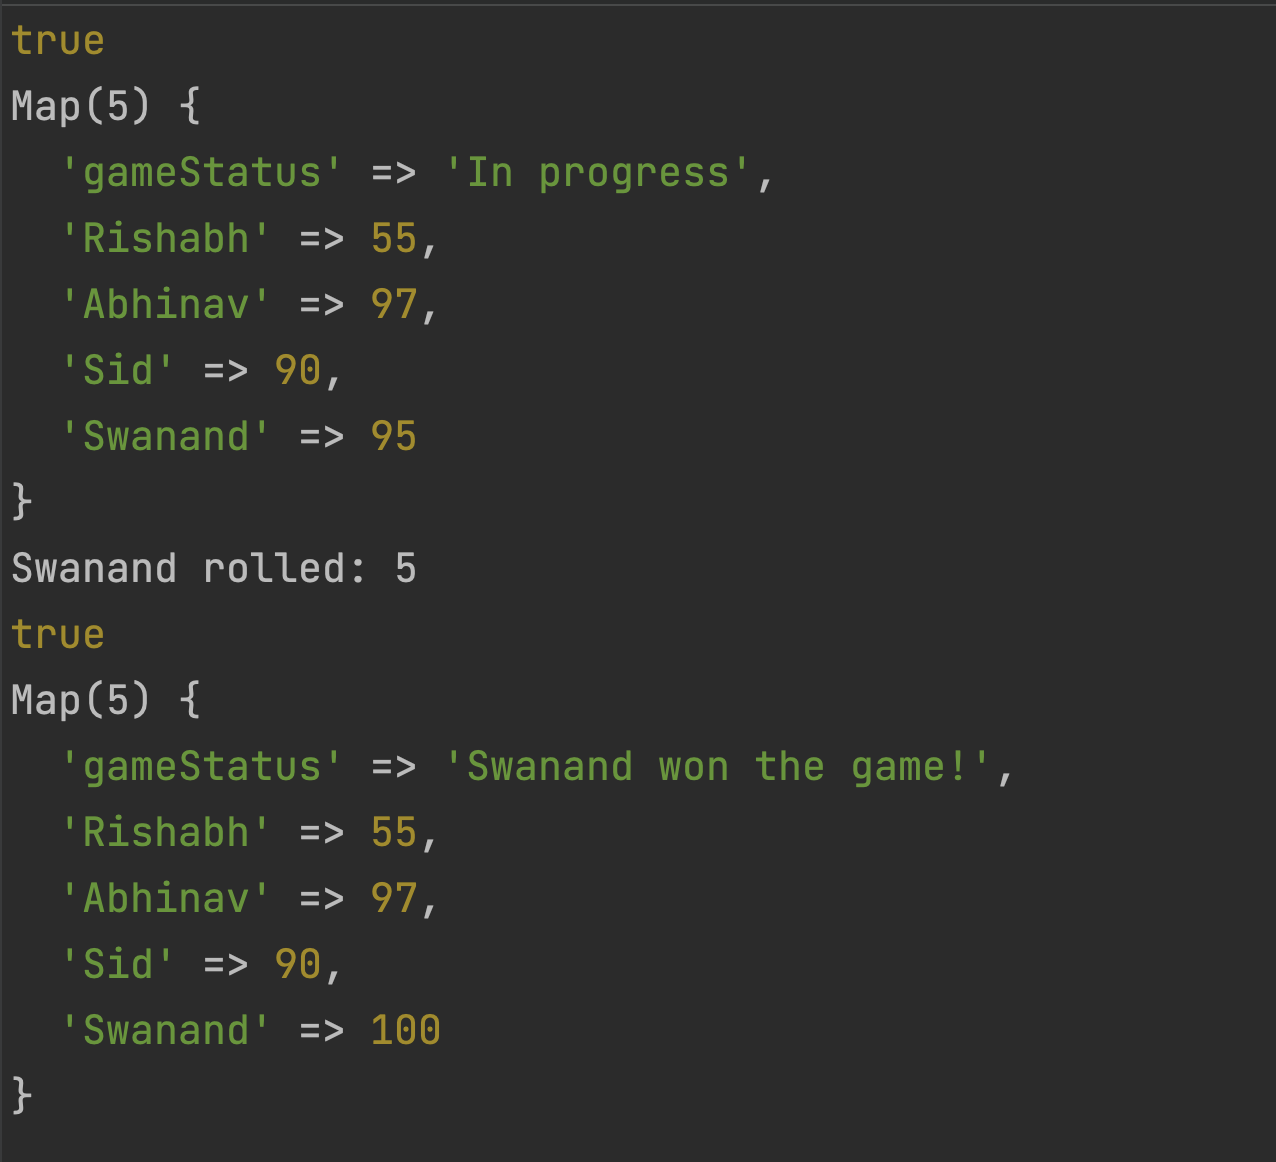 true
Map(5) {
  'gameStatus' => 'In progress',
  'Rishabh' => 55,
  'Abhinav' => 97,
  'Sid' => 90,
  'Swanand' => 95
}
Swanand rolled: 5
true
Map(5) {
  'gameStatus' => 'Swanand won the game!',
  'Rishabh' => 55,
  'Abhinav' => 97,
  'Sid' => 90,
  'Swanand' => 100
}